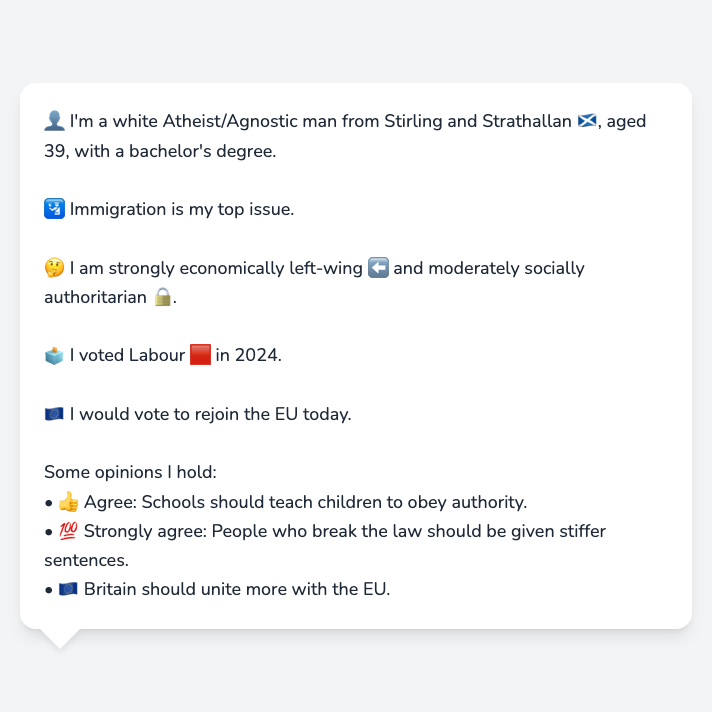 👤 I'm a white Atheist/Agnostic man from Stirling and Strathallan 🏴󠁧󠁢󠁳󠁣󠁴󠁿, aged
39, with a bachelor's degree.
🛂 Immigration is my top issue.
🤔 I am strongly economically left-wing ⬅️ and moderately socially
authoritarian 🔒.
🗳️ I voted Labour 🟥 in 2024.
🇪🇺 I would vote to rejoin the EU today.
Some opinions I hold:
• 👍 Agree: Schools should teach children to obey authority.
• 💯 Strongly agree: People who break the law should be given stiffer
sentences.
• 🇪🇺 Britain should unite more with the EU.